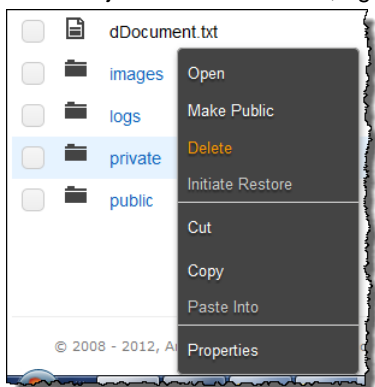 dDocument.txt
images
Open
Make Public
logs
Delete
private
Initiate Restore
public
Cut
Copy
Paste Into
© 2008 - 2012,
Properties